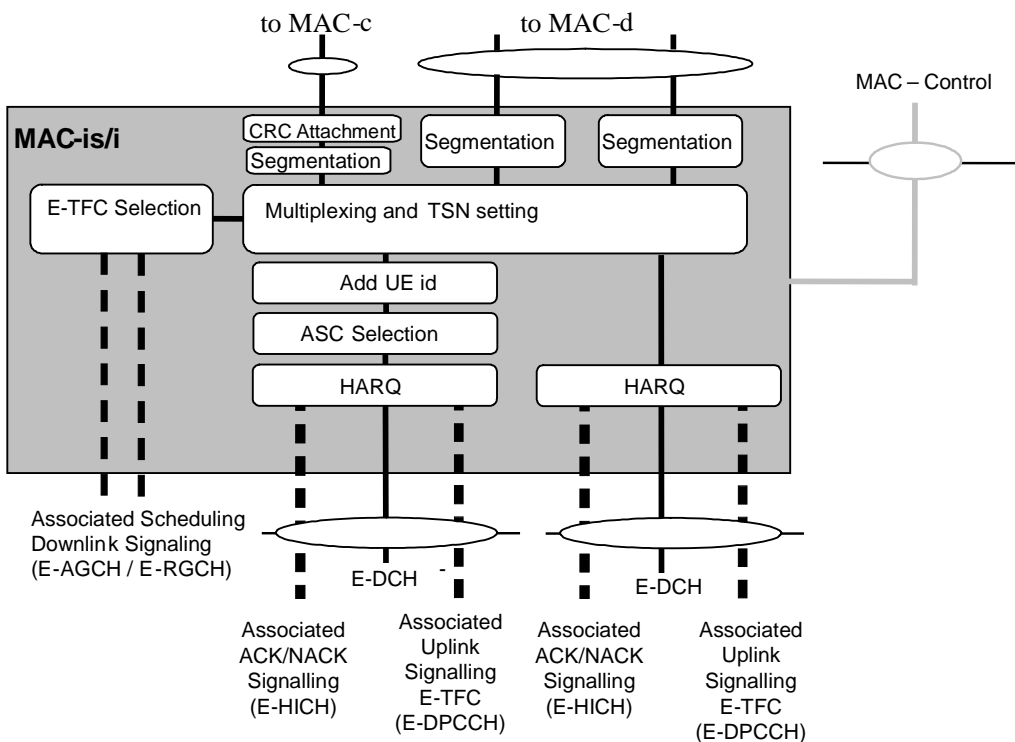 to MAC-c
to MAC-d
MAC – Control
MAC-is/i
CRC Attachment
Segmentation
Segmentation
Segmentation
E-TFC Selection
Multiplexing and TSN setting
Add UE id
ASC Selection
HARQ
HARQ
Associated Scheduling
Downlink Signaling
(E-AGCH / E-RGCH)
E-DCH
-
E-DCH
Associated
ACK/NACK
Signalling
(E-HICH)
Associated
Uplink
Signalling
E-TFC
(E-DPCCH)
Associated
ACK/NACK
Signalling
(E-HICH)
Associated
Uplink
Signalling
E-TFC
(E-DPCCH)